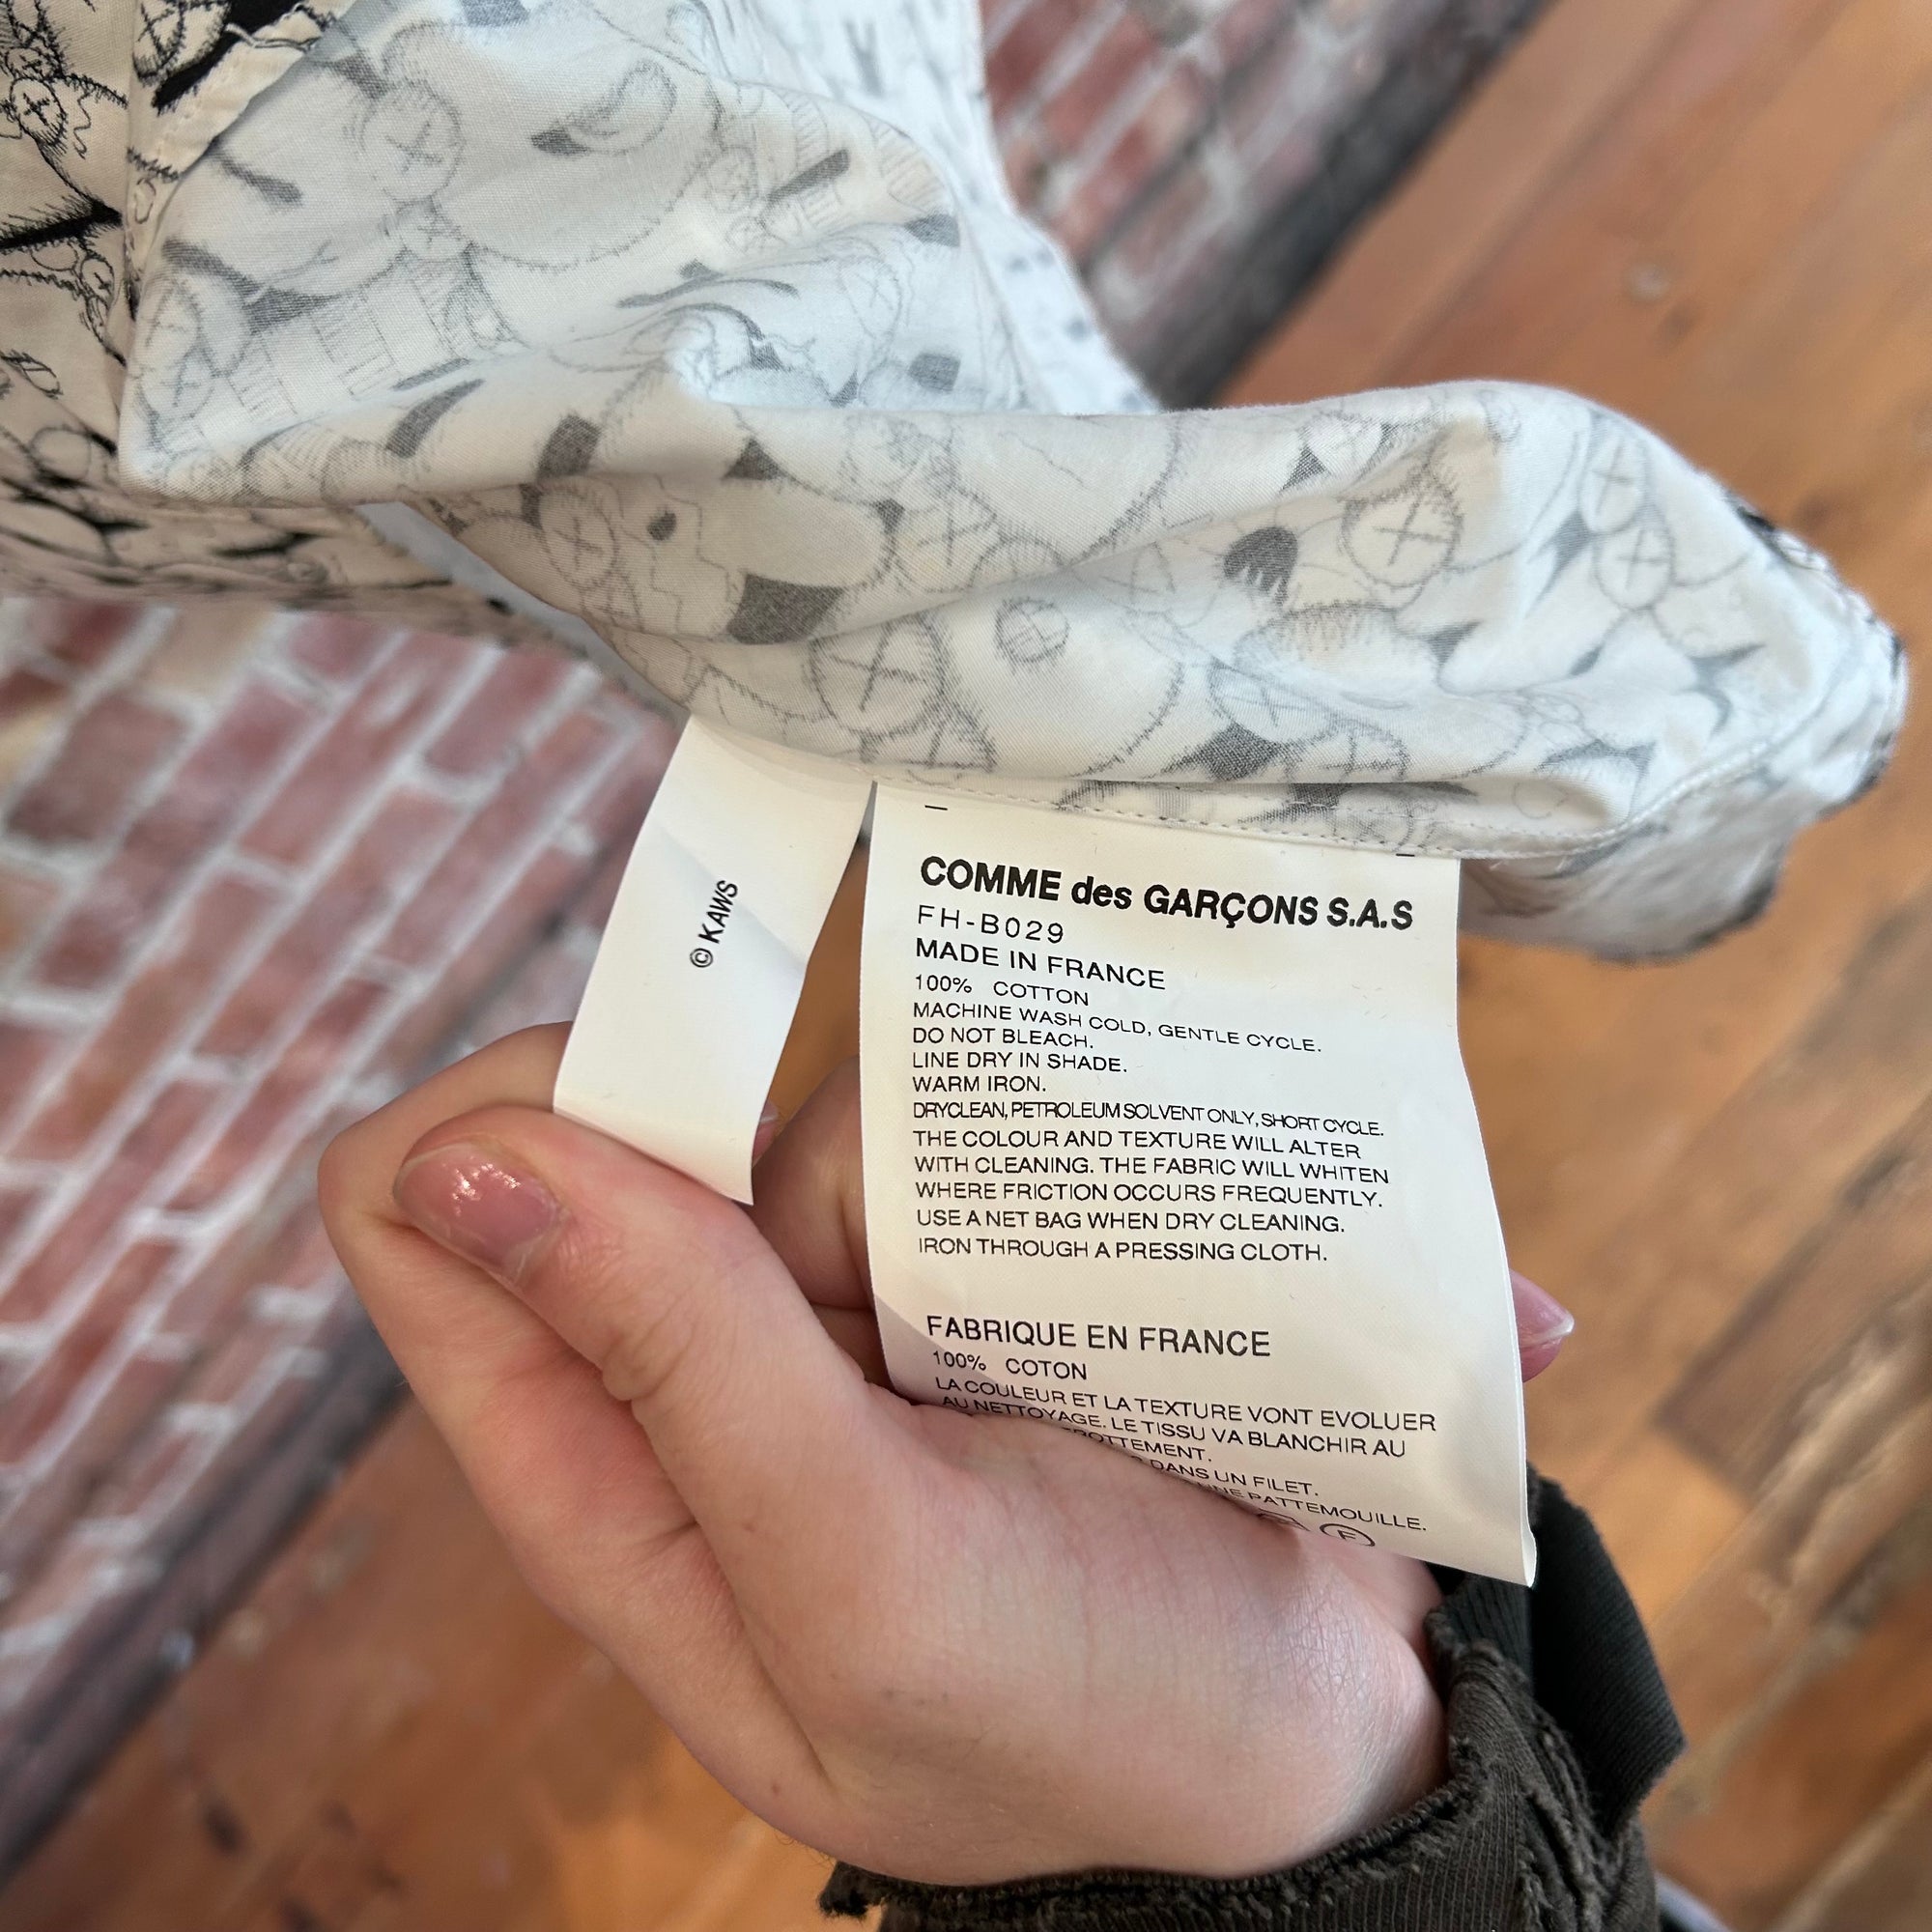 © KAWS
COMME des GARÇONS S.A.S
FH-B029
MADE IN FRANCE
100% COTTON
MACHINE WASH COLD, GENTLE CYCLE.
DO NOT BLEACH.
LINE DRY IN SHADE.
WARM IRON.
DRYCLEAN, PETROLEUM SOLVENT ONLY, SHORT CYCLE.
THE COLOUR AND TEXTURE WILL ALTER
WITH CLEANING. THE FABRIC WILL WHITEN
WHERE FRICTION OCCURS FREQUENTLY.
USE A NET BAG WHEN DRY CLEANING.
IRON THROUGH A PRESSING CLOTH.
FABRIQUE EN FRANCE
100% COTON
LA COULEUR ET LA TEXTURE VONT EVOLUER
AU NETTOYAGE. LE TISSU VA BLANCHIR AU
DANS UN FILET.
PATTEMOUILLE.
F